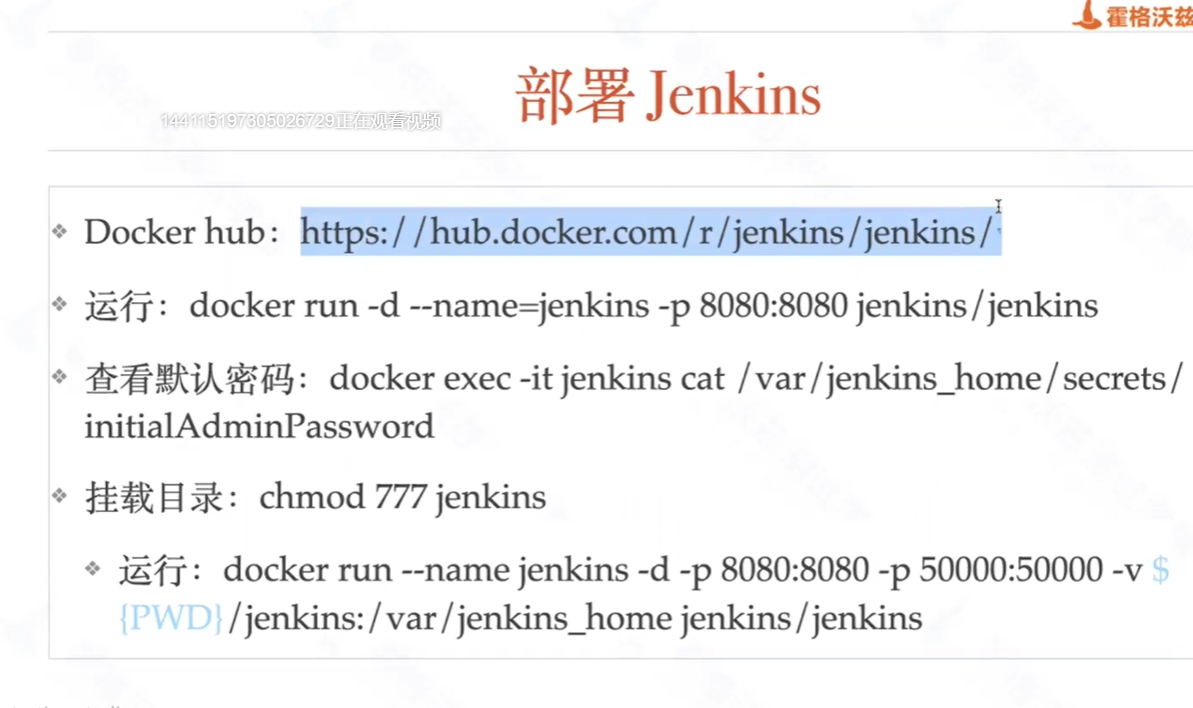 霍格沃兹
部署 Jenkins
144115197305026729正在观看视频
Docker hub：https://hub.docker.com/r/jenkins/jenkins/
运行：docker run -d --name=jenkins -p 8080:8080 jenkins/jenkins
查看默认密码：docker exec -it jenkins cat /var/jenkins_home/secrets/
initialAdminPassword
挂载目录：chmod 777 jenkins
运行：docker run --name jenkins -d -p 8080:8080 -p 50000:50000 -v $
{PWD}/jenkins:/var/jenkins_home jenkins/jenkins